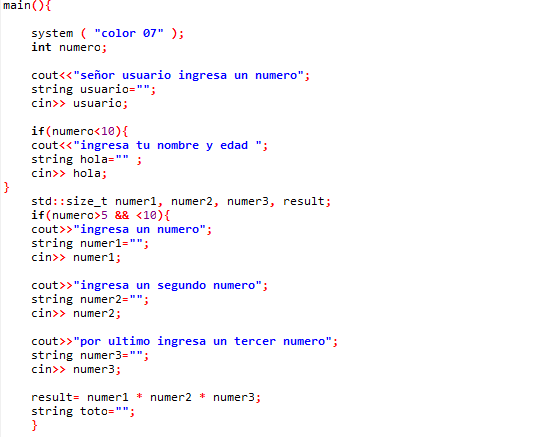 main(){
system ( "color 07" );
int numero;
cout<<"señor usuario ingresa un numero";
string usuario="";
cin>> usuario;
if(numero<10){
cout<<"ingresa tu nombre y edad ";
string hola="" ;
cin>> hola;
}
std::size_t numer1, numer2, numer3, result;
if(numero>5 && <10){
cout>>"ingresa un numero";
string numer1="";
cin>> numer1;
cout>>"ingresa un segundo numero";
string numer2="";
cin>> numer2;
cout>>"por ultimo ingresa un tercer numero";
string numer3="";
cin>> numer3;
result= numer1 * numer2 * numer3;
string toto="";
}